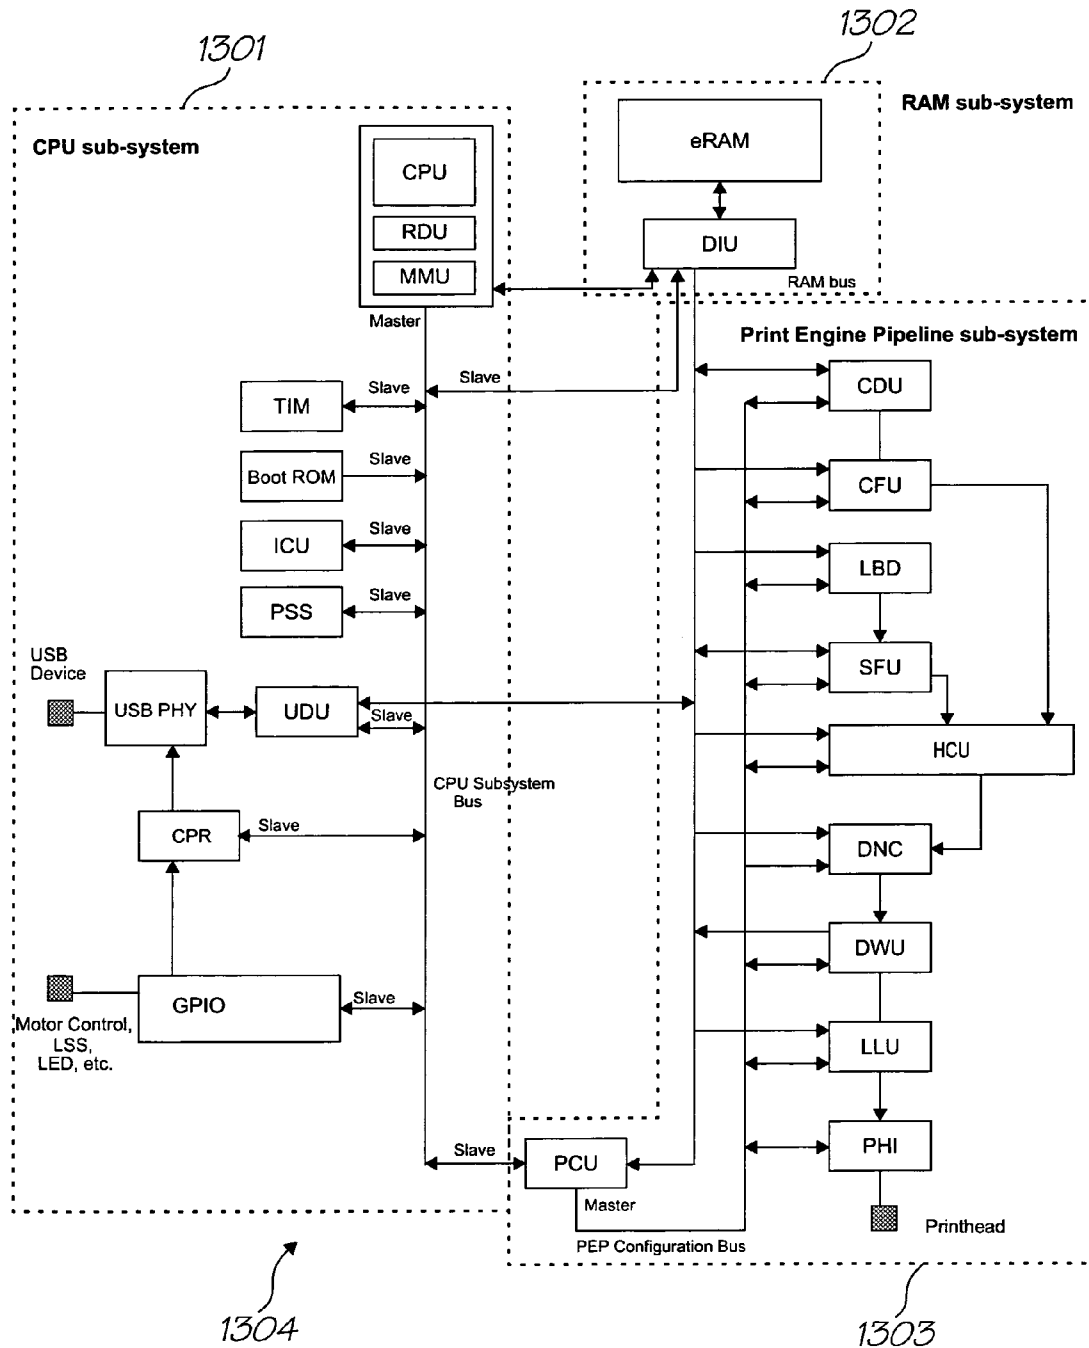 1301
1302
CPU sub-system
RAM sub-system
CPU
RDU
MMU
Master
eRAM
DIU
RAM bus
Print Engine Pipeline sub-system
Slave
TIM
Slave
Boot ROM
Slave
ICU
Slave
PSS
Slave
USB
Device
USB PHY
UDU
Slave
CPU Subsystem
Bus
CPR
Slave
GPIO
Slave
Motor Control,
LSS,
LED, etc.
CDU
CFU
LBD
SFU
HCU
DNC
DWU
LLU
PHI
Printhead
Slave
PCU
Master
PEP Configuration Bus
1304
1303